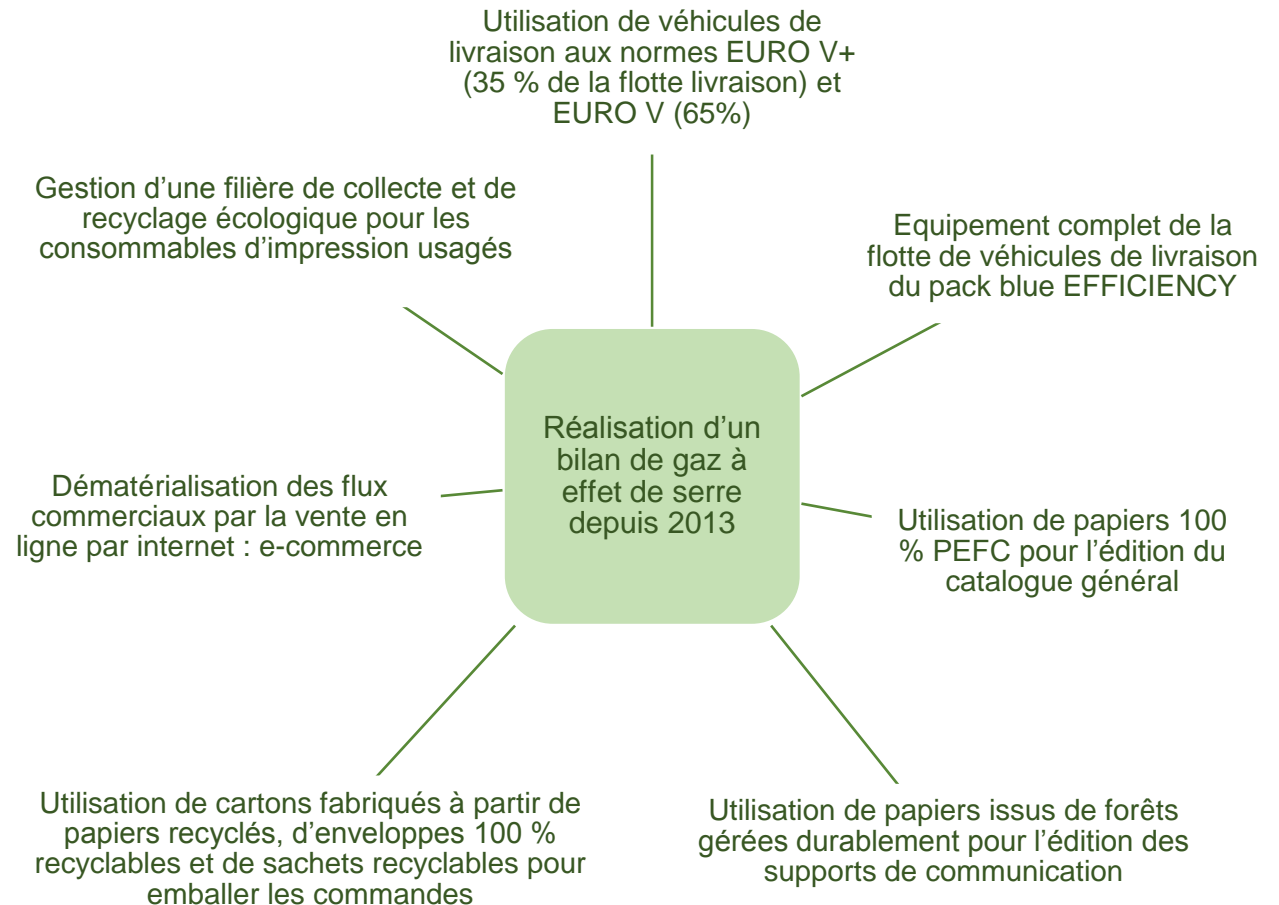 Utilisation de véhicules de
livraison aux normes EURO V+
(35 % de la flotte livraison) et
EURO V (65%)
Gestion d’une filière de collecte et de
recyclage écologique pour les
consommables d’impression usagés
Equipement complet de la
flotte de véhicules de livraison
du pack blue EFFICIENCY
Réalisation d’un
bilan de gaz à
effet de serre
depuis 2013
Dématérialisation des flux
commerciaux par la vente en
ligne par internet : e-commerce
Utilisation de papiers 100
% PEFC pour l’édition du
catalogue général
Utilisation de cartons fabriqués à partir de
papiers recyclés, d’enveloppes 100 %
recyclables et de sachets recyclables pour
emballer les commandes
Utilisation de papiers issus de forêts
gérées durablement pour l’édition des
supports de communication